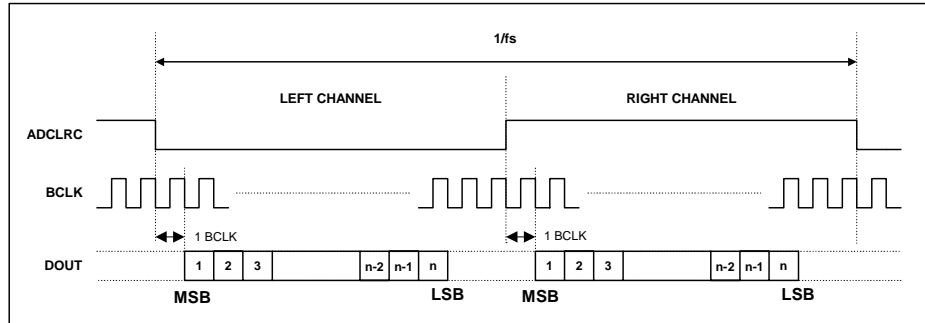 1/fs
LEFT CHANNEL RIGHT CHANNEL
ADCLRC
BCLK
1 BCLK 1 BCLK
DOUT 1 2 3 n-2 n-1 n 1 2 3 n-2 n-1 n
MSB LSB MSB LSB